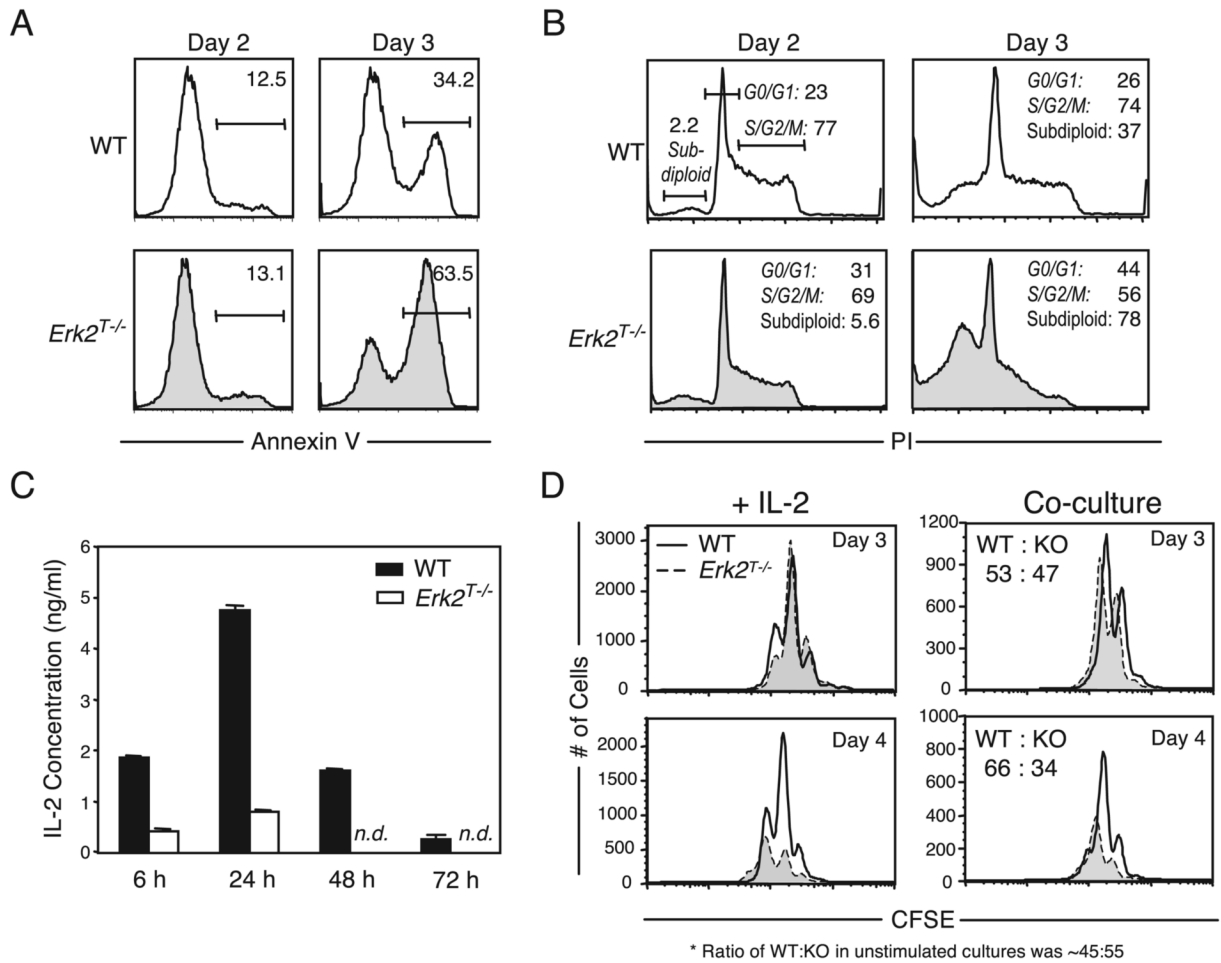 A
Day 2
Day 3
WT
12.5
34.2
Erk2T-/-
13.1
63.5
Annexin V
B
Day 2
Day 3
WT
G0/G1: 23
S/G2/M: 77
2.2
Sub-
diploid
G0/G1: 26
S/G2/M: 74
Subdiploid: 37
Erk2T-/-
G0/G1: 31
S/G2/M: 69
Subdiploid: 5.6
G0/G1: 44
S/G2/M: 56
Subdiploid: 78
PI
C
IL-2 Concentration (ng/ml)
6
5
4
3
2
1
0
WT
Erk2T-/-
n.d.
n.d.
6 h
24 h
48 h
72 h
D
+ IL-2
Co-culture
# of Cells
3000
2000
1000
0
WT
Erk2T-/-
Day 3
1200
900
600
300
0
WT : KO
53 : 47
Day 3
2000
1500
1000
500
0
Day 4
1000
800
600
400
200
0
WT : KO
66 : 34
Day 4
CFSE
* Ratio of WT:KO in unstimulated cultures was ~45:55